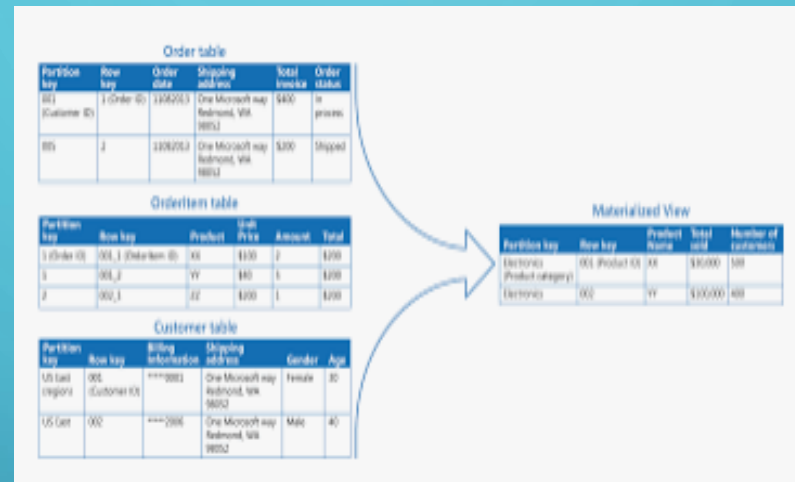 Order table
Partition key Row key Order date Shipping address Total invoice Order status
001 (Customer ID) 1 (Order ID) 11082013 One Microsoft way Redmond, WA 98052 $400 In process
005 2 11082013 One Microsoft way Redmond, WA 98052 $200 Shipped
OrderItem table
Partition key Row key Product Unit Price Amount Total
1 (Order ID) 001_1 (OrderItem ID) XX $100 2 $200
1 001_2 YY $40 5 $200
2 002_1 ZZ $200 1 $200
Customer table
Partition key Row key Billing Information Shipping address Gender Age
US East (region) 001 (Customer ID) One Microsoft way Redmond, WA 98052 Female 30
US East 002 One Microsoft way Redmond, WA 98052 Male 40
Materialized View
Partition key Row key Product Name Total sold Number of customers
Electronics (Product category) 001 (Product ID) XX 500
Electronics 002 YY $100,000 400